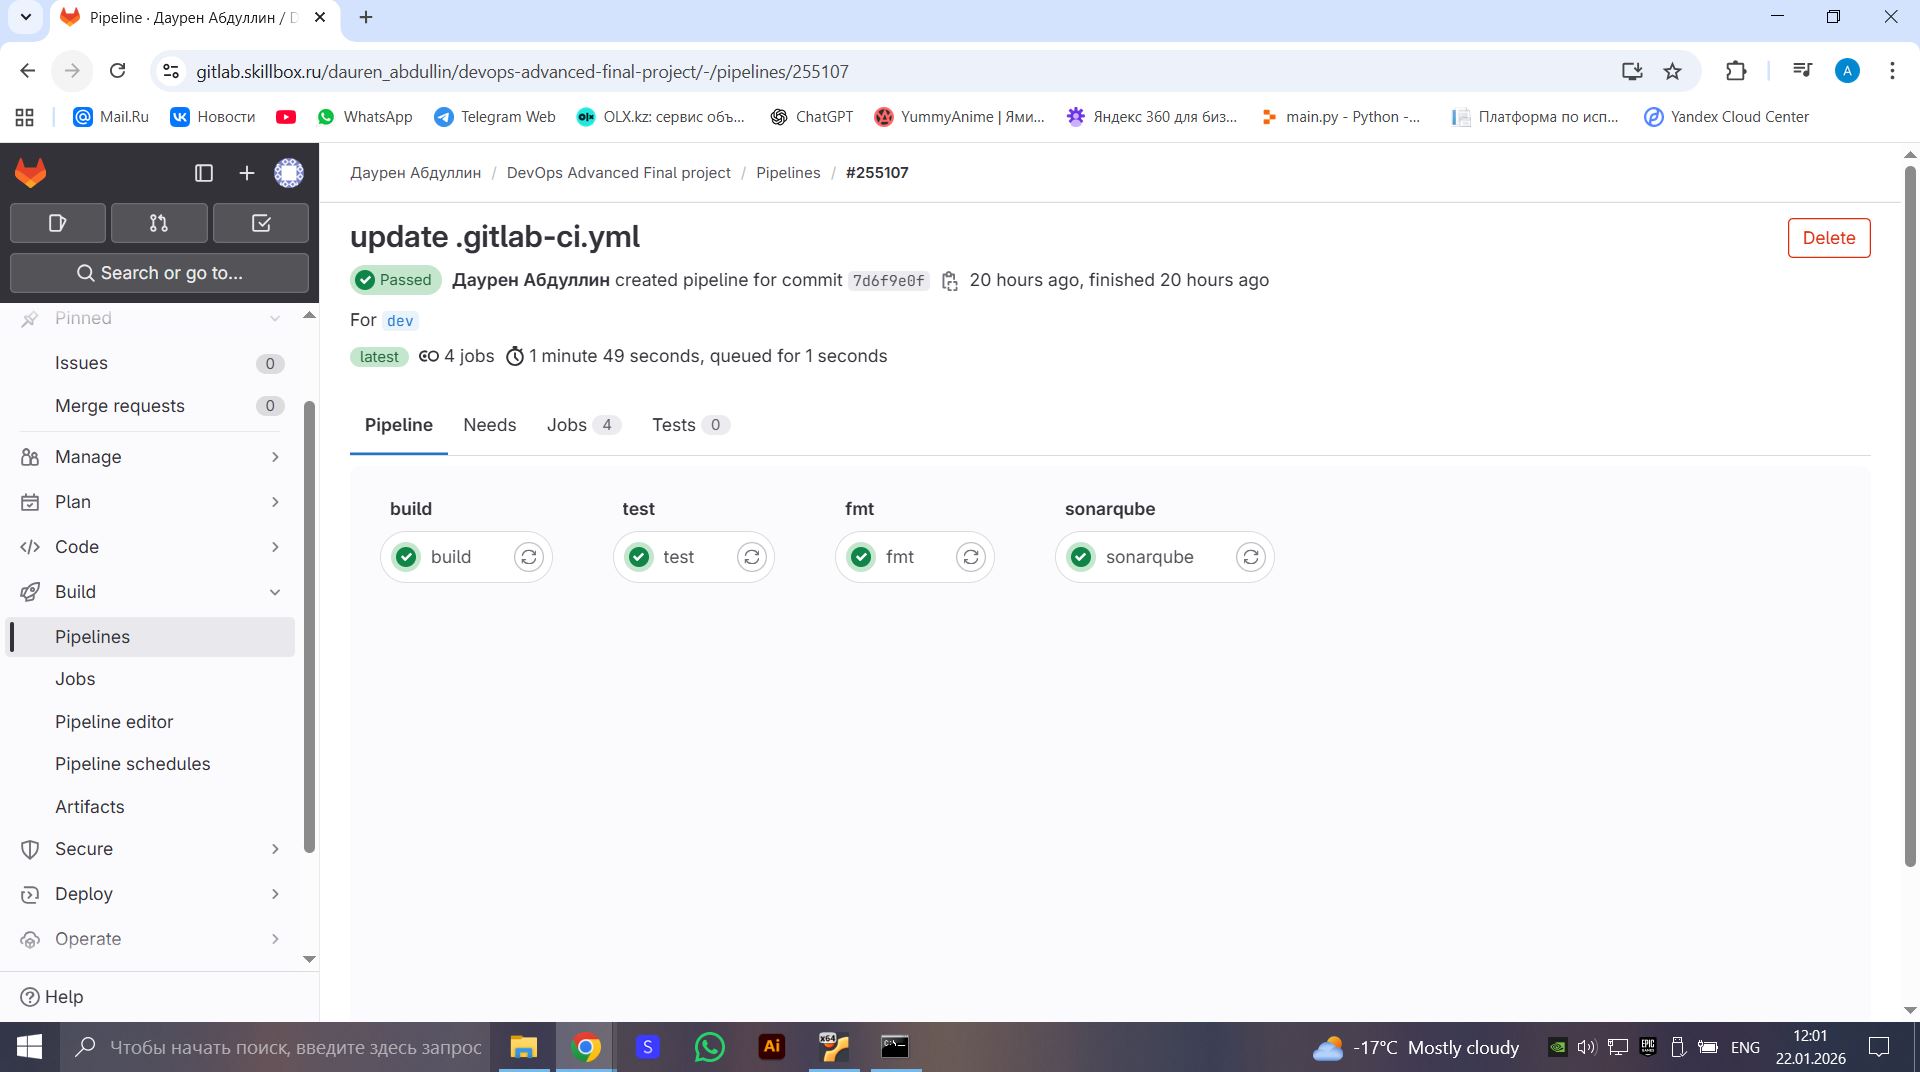 Pipeline · Даурен Абдуллин / D
gitlab.skillbox.ru/dauren_abdullin/devops-advanced-final-project/-/pipelines/255107
A
Mail.Ru
Новости
WhatsApp
Telegram Web
OLX.kz: сервис объ...
ChatGPT
YummyAnime | Ями...
Яндекс 360 для биз...
main.py - Python -...
Платформа по исп...
Yandex Cloud Center
Даурен Абдуллин / DevOps Advanced Final project / Pipelines / #255107
Search or go to...
Pinned
Issues 0
Merge requests 0
Manage
Plan
Code
Build
Pipelines
Jobs
Pipeline editor
Pipeline schedules
Artifacts
Secure
Deploy
Operate
Help
update .gitlab-ci.yml
Delete
Passed Даурен Абдуллин created pipeline for commit 7d6f9e0f 20 hours ago, finished 20 hours ago
For dev
latest 4 jobs 1 minute 49 seconds, queued for 1 seconds
Pipeline Needs Jobs 4 Tests 0
build test fmt sonarqube
build test fmt sonarqube
Чтобы начать поиск, введите здесь запрос
S
Ai
X64
-17°C Mostly cloudy
EPIC GAMES
ENG
12:01
22.01.2026